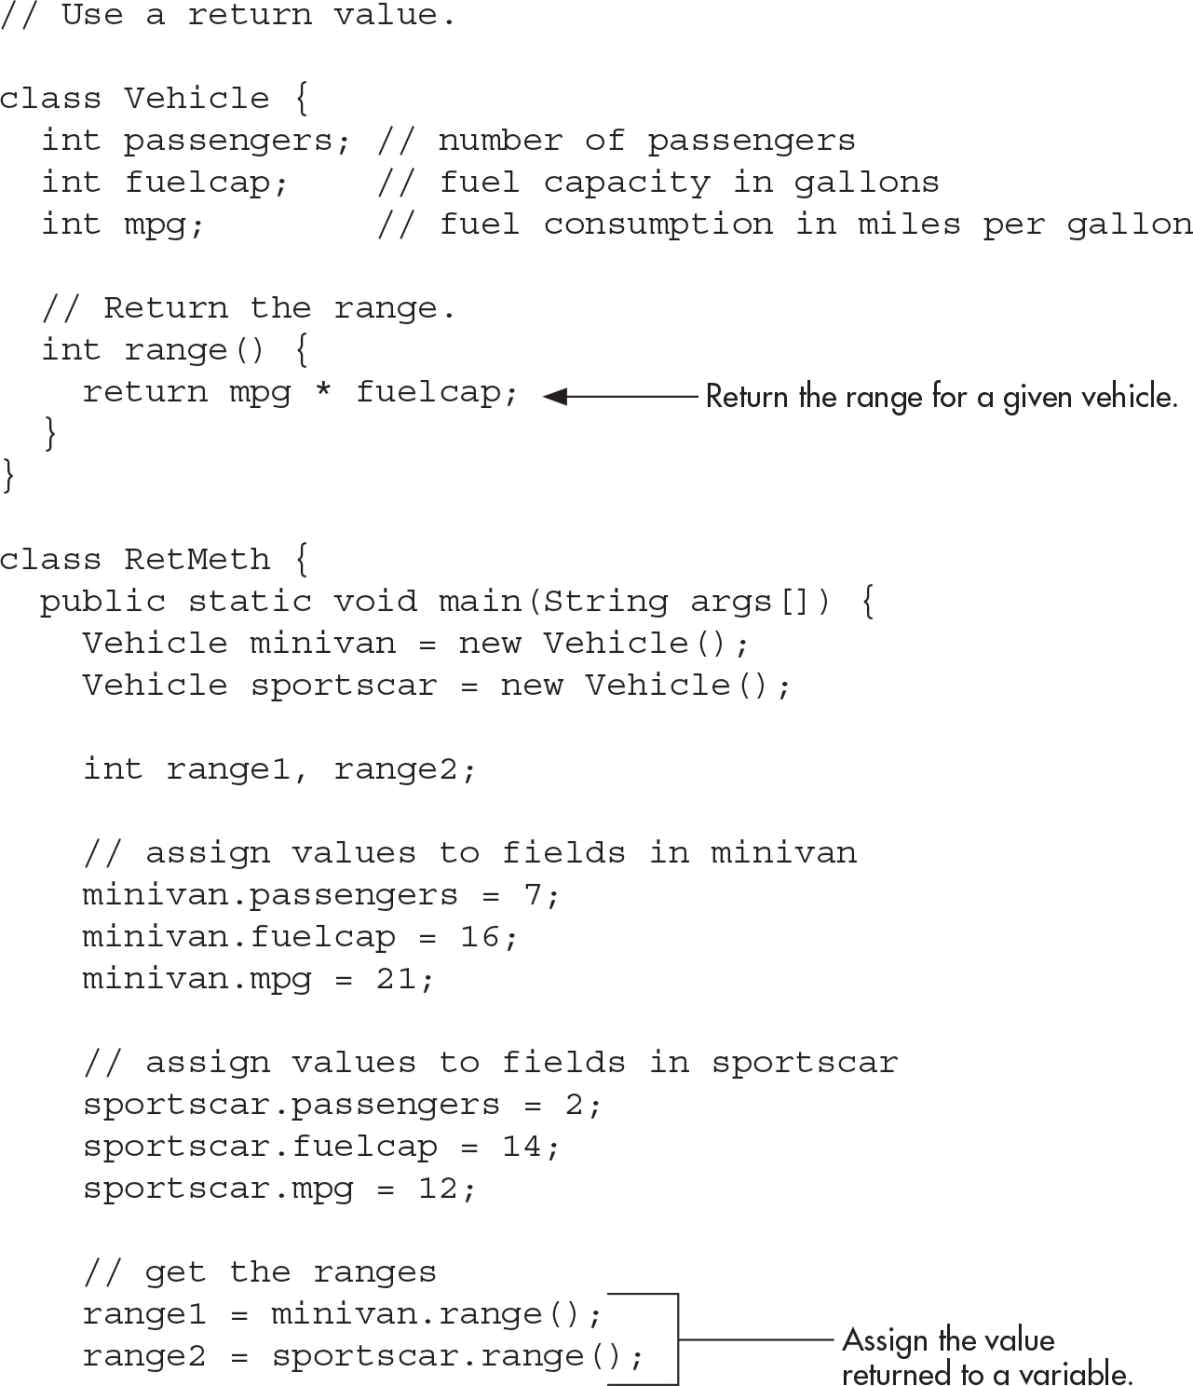 // Use a return value.

class Vehicle {
  int passengers; // number of passengers
  int fuelcap;    // fuel capacity in gallons
  int mpg;        // fuel consumption in miles per gallon

  // Return the range.
  int range() {
    return mpg * fuelcap; Return the range for a given vehicle.
  }
}

class RetMeth {
  public static void main(String args[]) {
    Vehicle minivan = new Vehicle();
    Vehicle sportscar = new Vehicle();

    int range1, range2;

    // assign values to fields in minivan
    minivan.passengers = 7;
    minivan.fuelcap = 16;
    minivan.mpg = 21;

    // assign values to fields in sportscar
    sportscar.passengers = 2;
    sportscar.fuelcap = 14;
    sportscar.mpg = 12;

    // get the ranges
    range1 = minivan.range();
    range2 = sportscar.range();
Assign the value
returned to a variable.